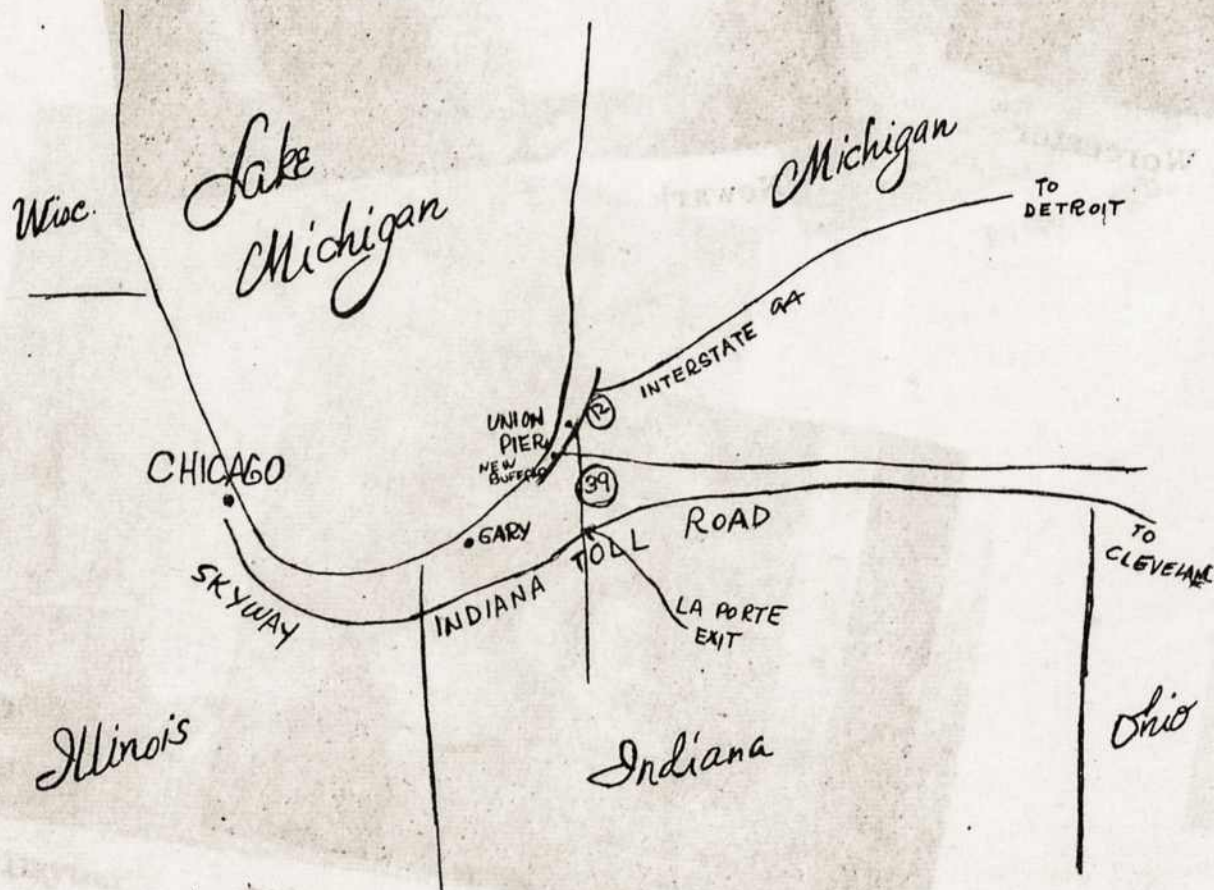 Lake
Michigan
Michigan
Wisc.
TO
DETROIT
INTERSTATE 94
12
UNION
PIER
NEW
BUFFALO
CHICAGO
39
GARY
SKYWAY
INDIANA TOLL ROAD
TO
CLEVELAND
LA PORTE
EXIT
Illinois
Indiana
Ohio